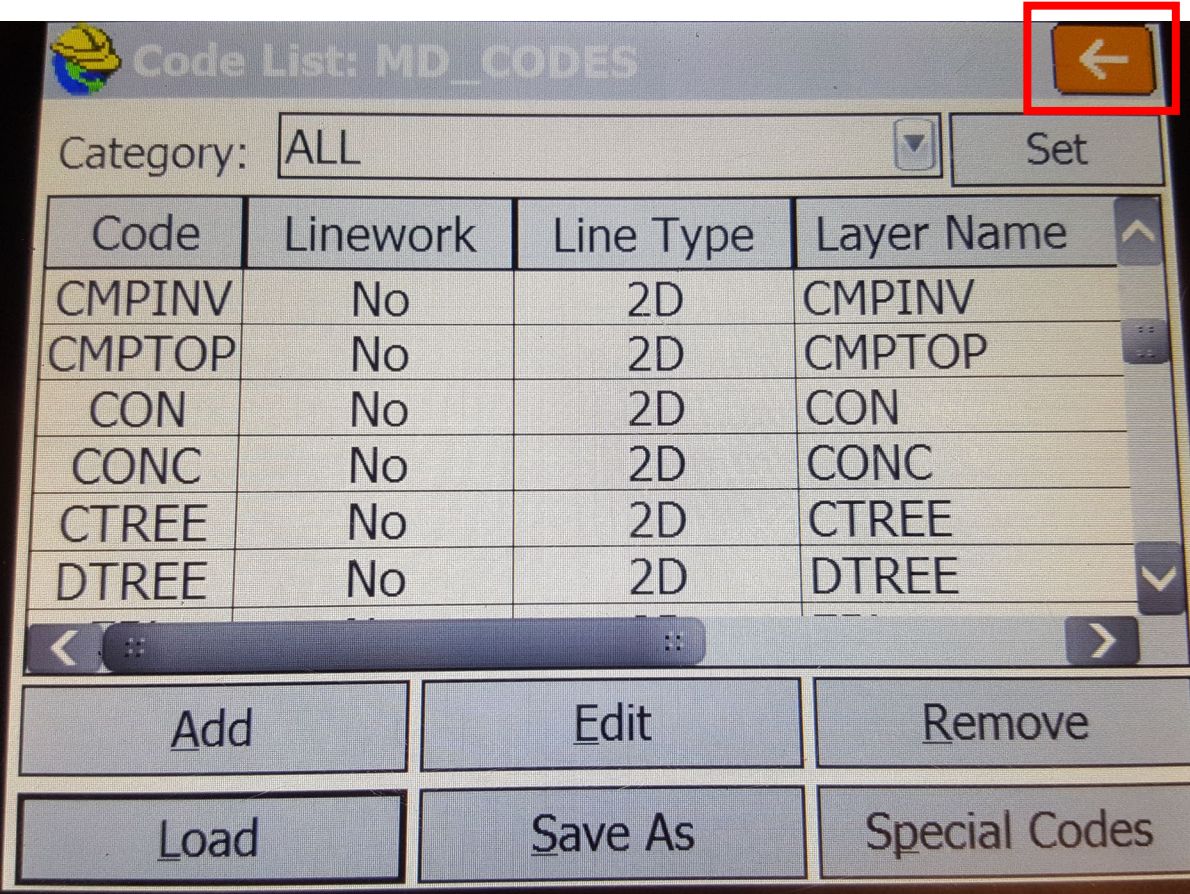 Code List: MD_CODES
Category: ALL Set
Code Linework Line Type Layer Name
CMPINV No 2D CMPINV
CMPTOP No 2D CMPTOP
CON No 2D CON
CONC No 2D CONC
CTREE No 2D CTREE
DTREE No 2D DTREE
Add Edit Remove
Load Save As Special Codes